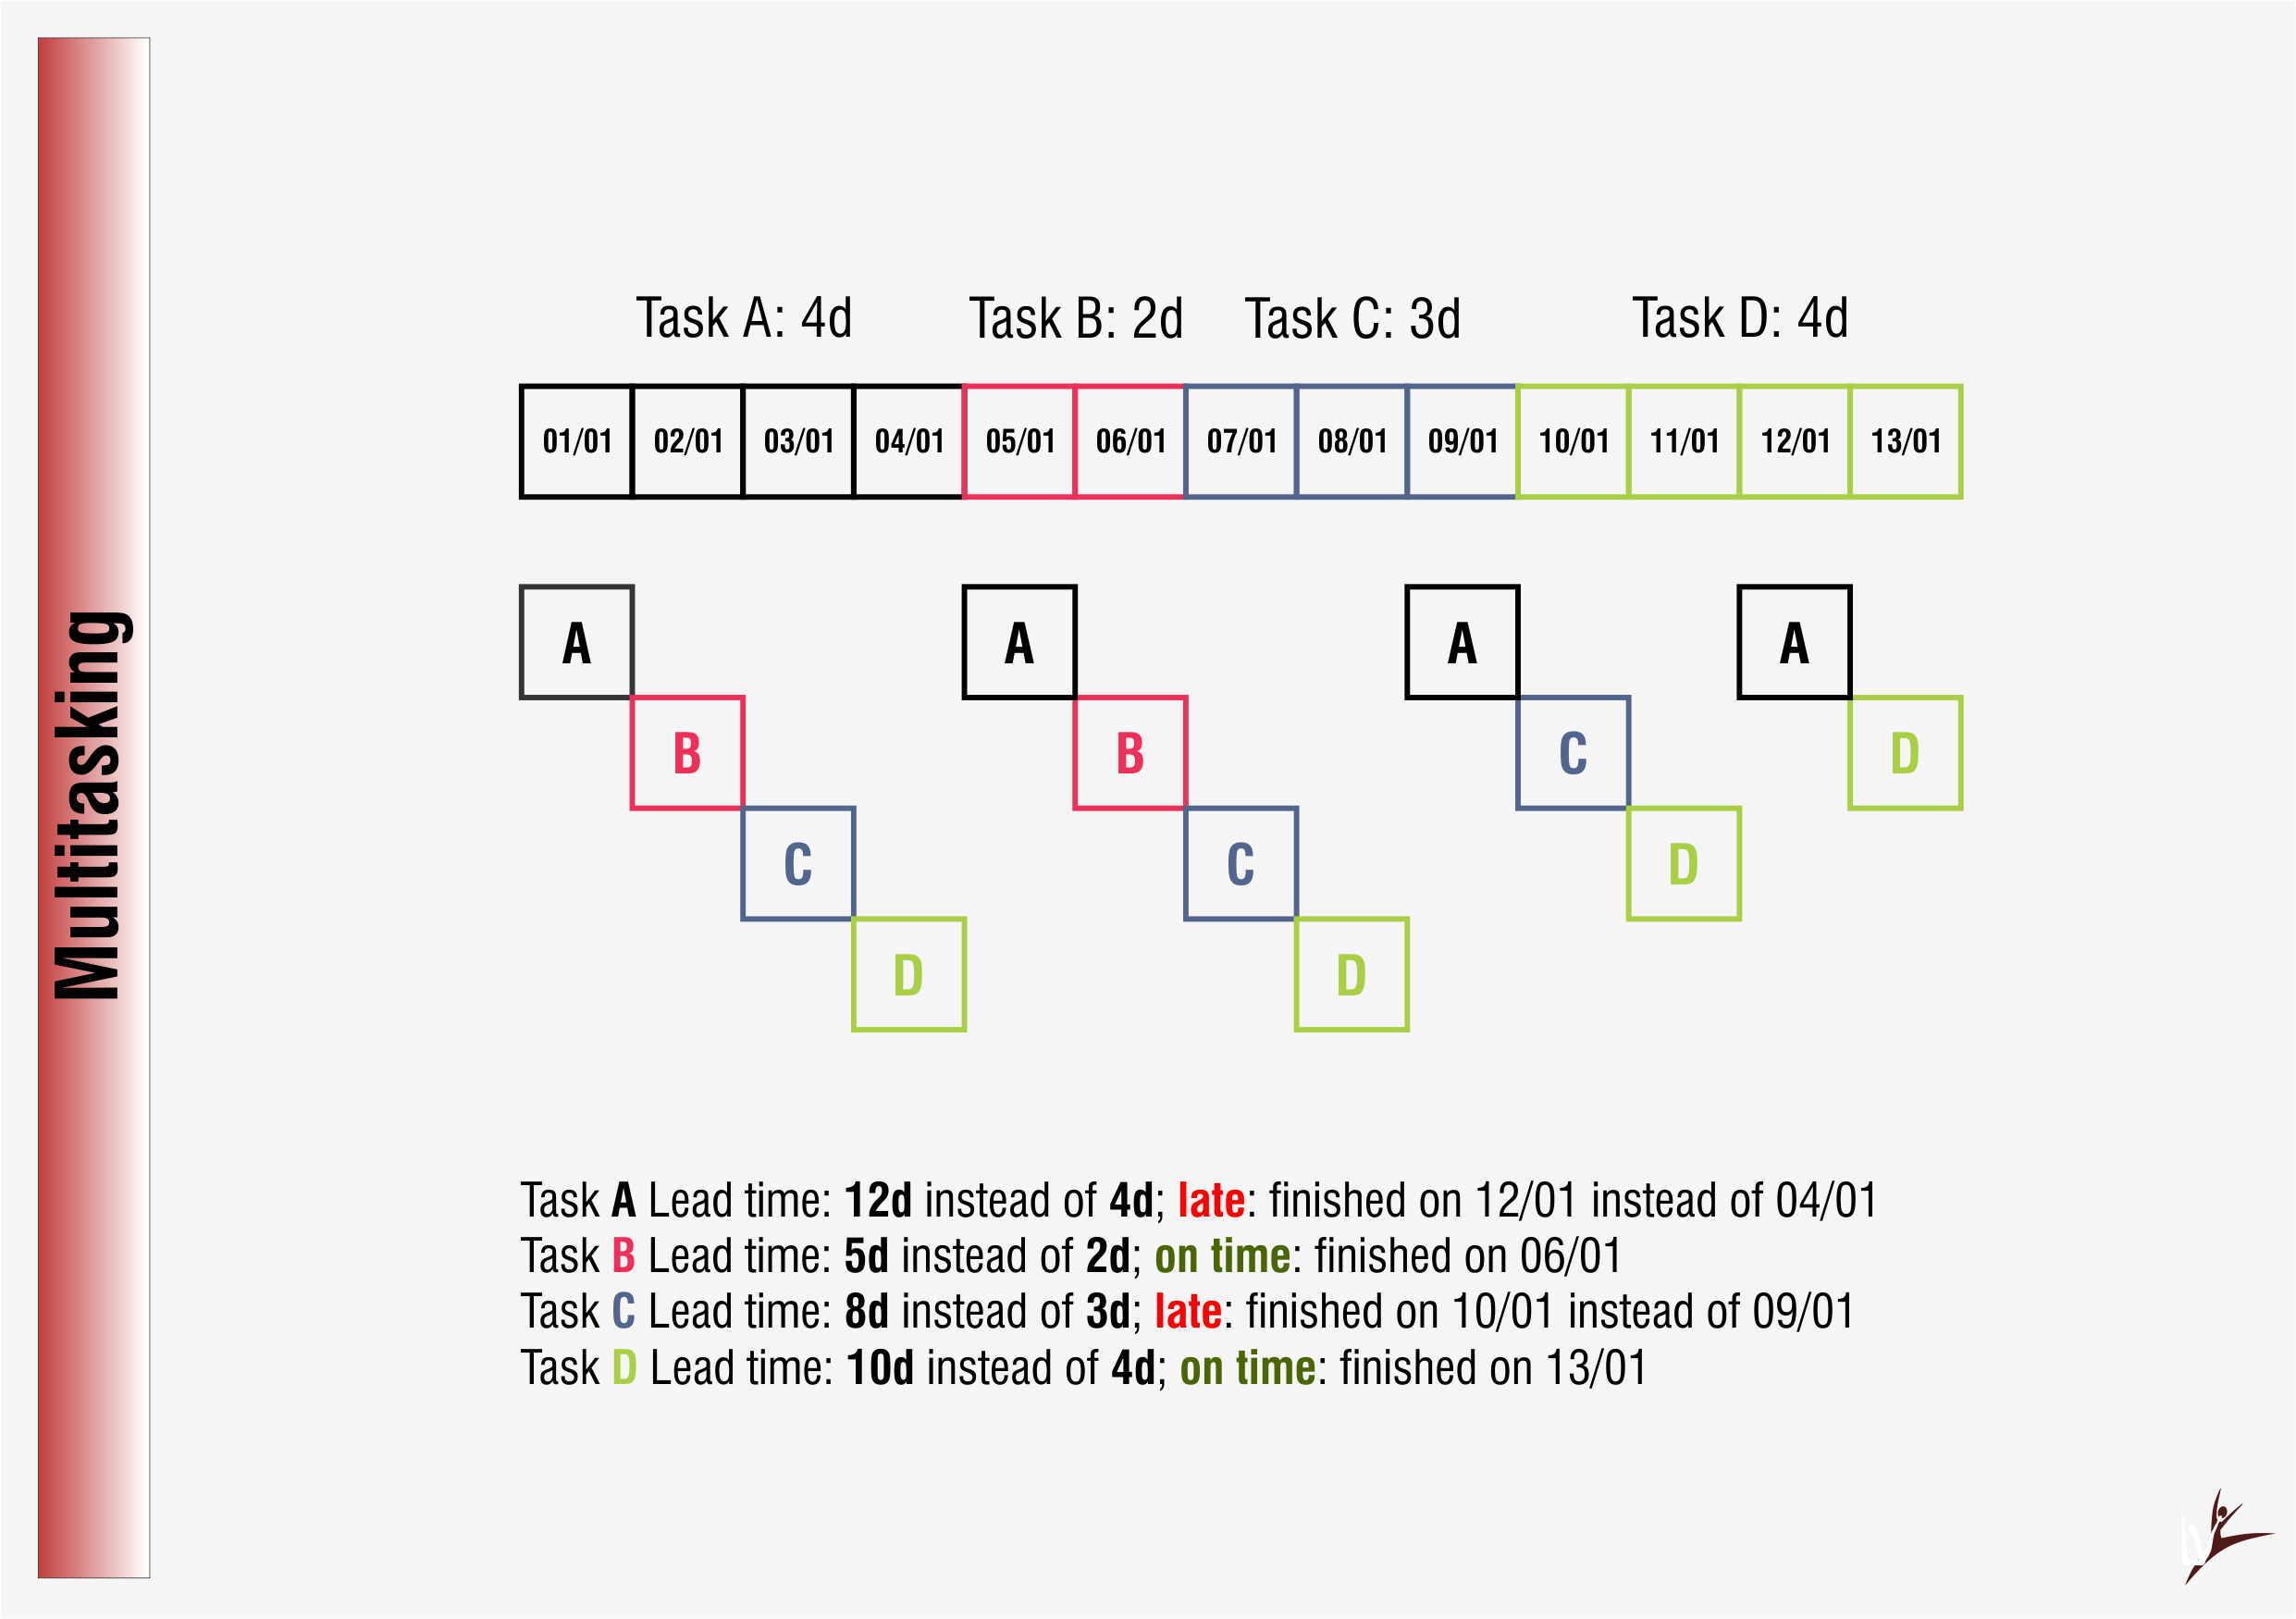 Multitasking
Task A: 4d Task B: 2d Task C: 3d Task D: 4d
01/01 02/01 03/01 04/01 05/01 06/01 07/01 08/01 09/01 10/01 11/01 12/01 13/01
A A A A
B B C D
C C D
D D
Task A Lead time: 12d instead of 4d; late: finished on 12/01 instead of 04/01
Task B Lead time: 5d instead of 2d; on time: finished on 06/01
Task C Lead time: 8d instead of 3d; late: finished on 10/01 instead of 09/01
Task D Lead time: 10d instead of 4d; on time: finished on 13/01